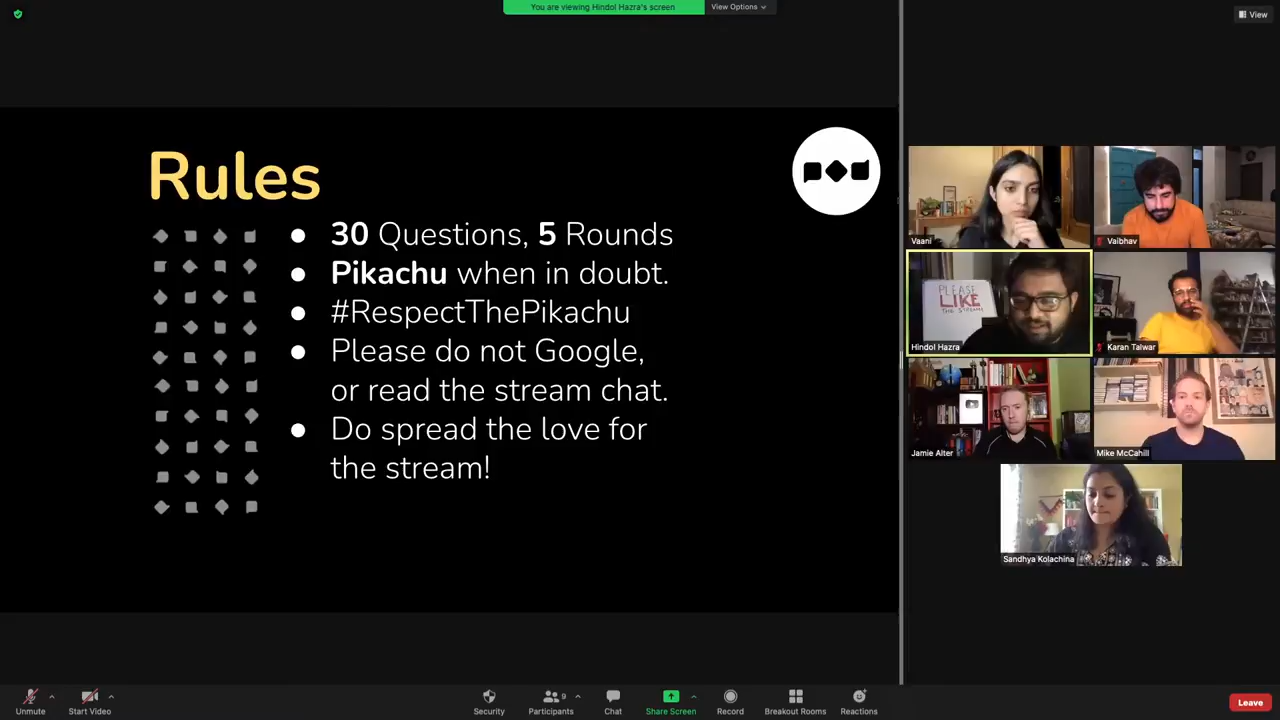 You are viewing Hindol Hazra's screen
View Options
View
Rules
30 Questions, 5 Rounds
Pikachu when in doubt.
#RespectThePikachu
Please do not Google,
or read the stream chat.
Do spread the love for
the stream!
Vaani
Vaibhav
PLEASE
LIKE
THE STREAM
Hindol Hazra
Karan Talwar
Jamie Alter
Mike McCahill
Sandhya Kolachina
Unmute
Start Video
Security
Participants
9
Chat
Share Screen
Record
Breakout Rooms
Reactions
Leave